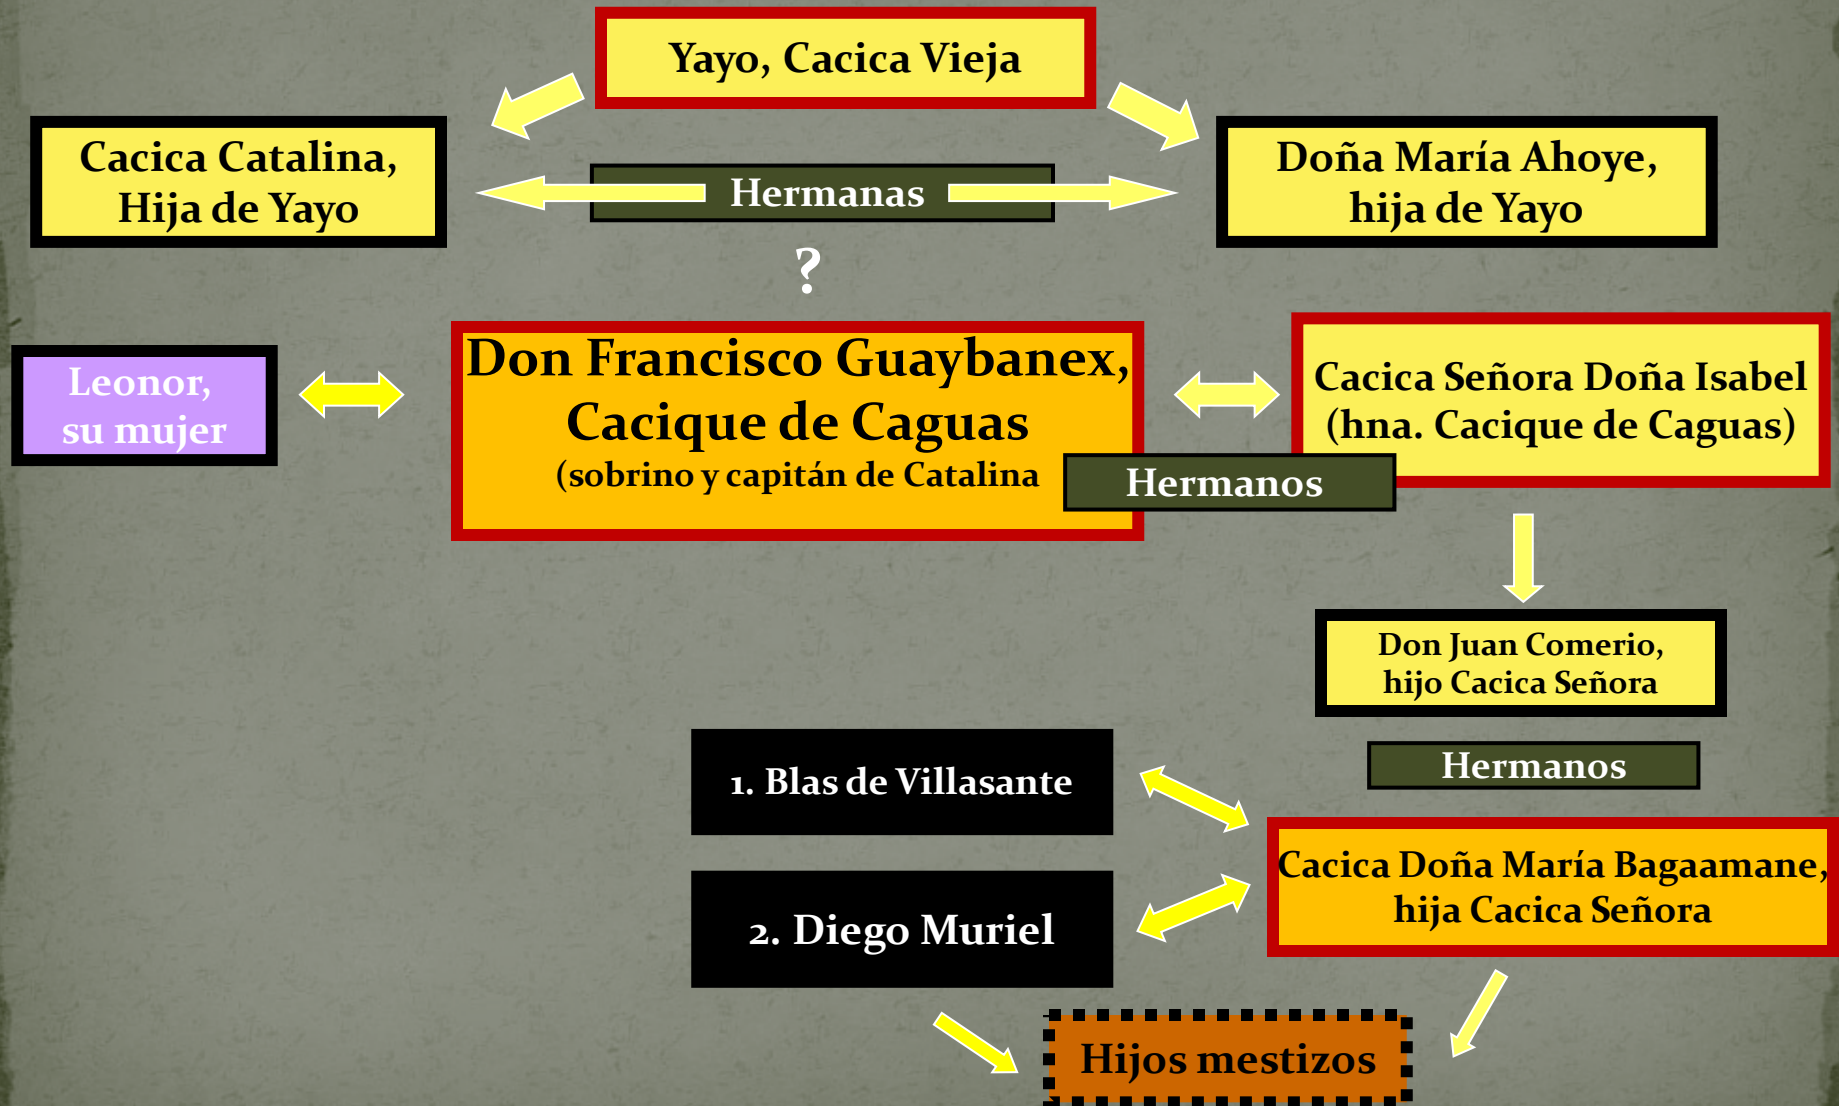 Yayo, Cacica Vieja
Cacica Catalina,
Hija de Yayo
Hermanas
Doña María Ahoye,
hija de Yayo
?
Leonor,
su mujer
Don Francisco Guaybanex,
Cacique de Caguas
(sobrino y capitán de Catalina
Cacica Señora Doña Isabel
(hna. Cacique de Caguas)
Hermanos
Don Juan Comerio,
hijo Cacica Señora
Hermanos
1. Blas de Villasante
Cacica Doña María Bagaamane,
hija Cacica Señora
2. Diego Muriel
Hijos mestizos